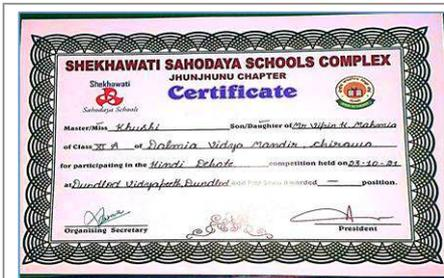 SHEKHAWATI SAHODAYA SCHOOLS COMPLEX
JHUNJHUNU CHAPTER
Shekhawati
Sahodaya Schools
Certificate
Master/Miss Khushi Son/Daughter of Mr. Vipin K. Mahmia
of Class XI A of Dalmia Vidya Mandir, chirawa
for participating in the Hindi Debate competition held on 23-10-21
at Dundlod Vidyapeeth, Dundlod and has been awarded — position.
Organising Secretary
President